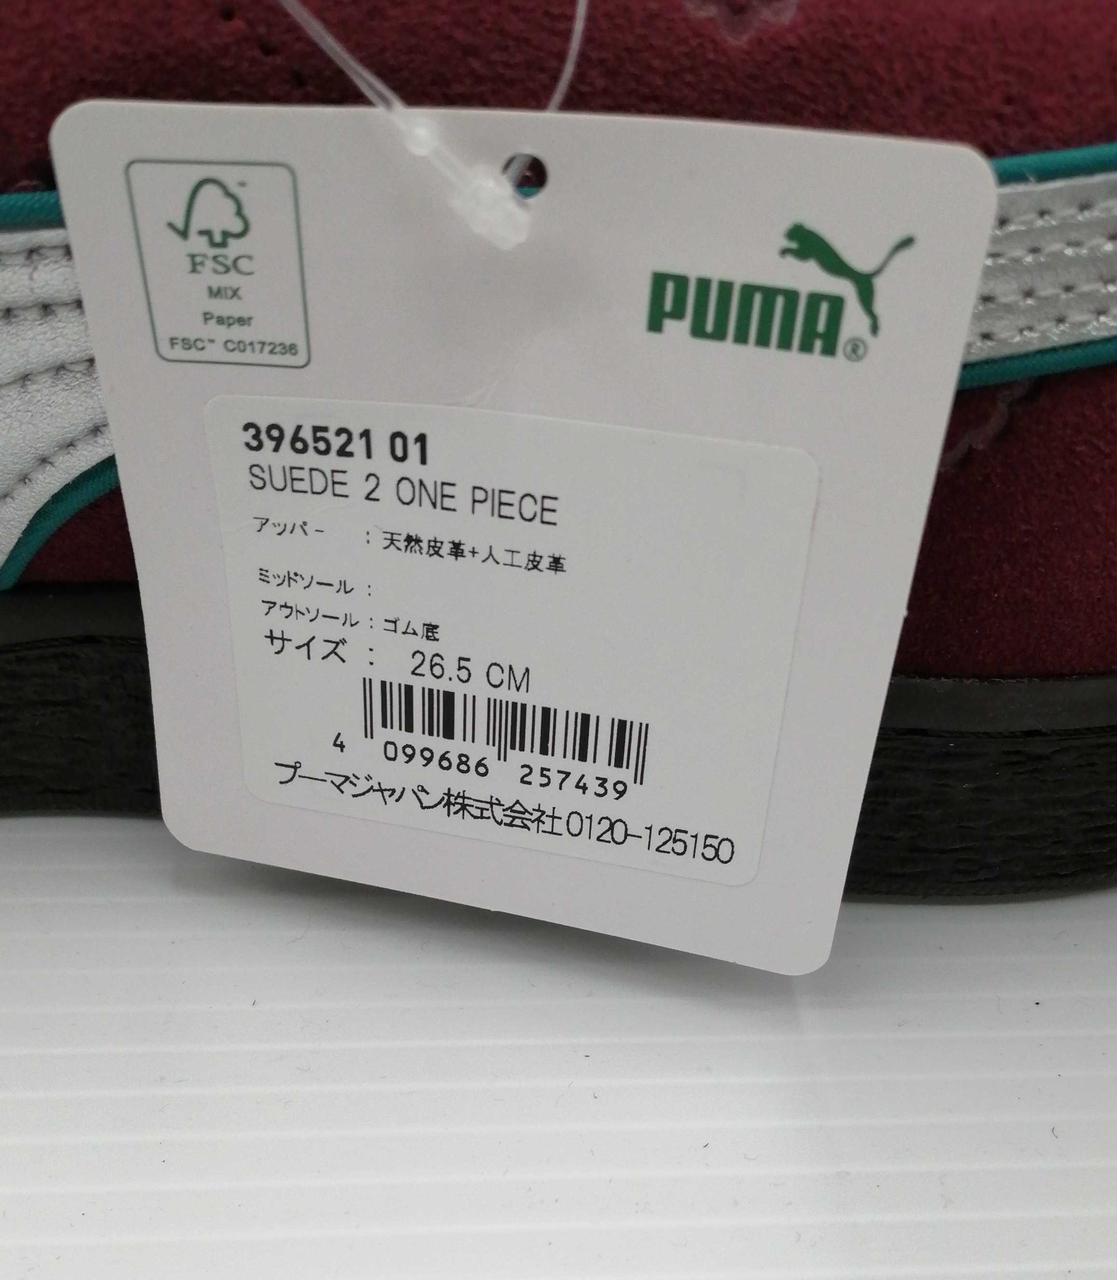 FSC
MIX
Paper
FSC™ C017236
PUMA®
396521 01
SUEDE 2 ONE PIECE
アッパー : 天然皮革+人工皮革
ミッドソール :
アウトソール : ゴム底
サイズ : 26.5 CM
4 099686 257439
プーマジャパン株式会社0120-125150